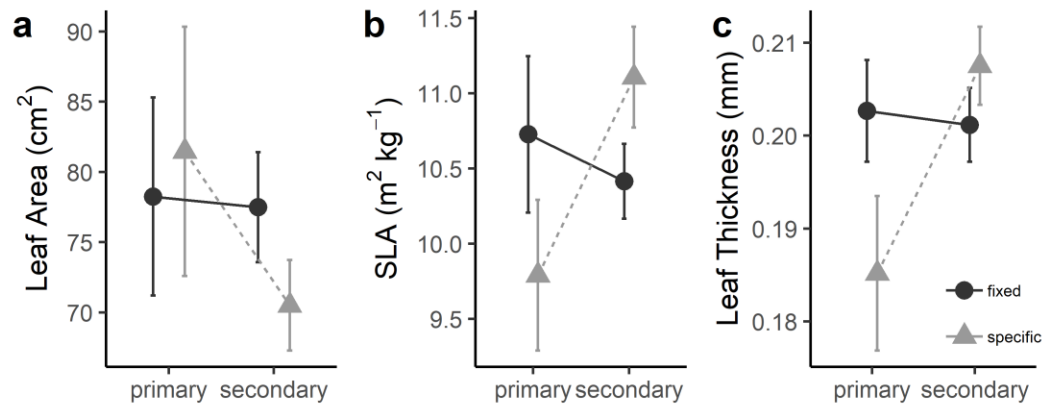 a
Leaf Area (cm²)
90
85
80
75
70
primary secondary
b
SLA (m² kg⁻¹)
11.5
11.0
10.5
10.0
9.5
primary secondary
c
Leaf Thickness (mm)
0.21
0.20
0.19
0.18
primary secondary
fixed
specific